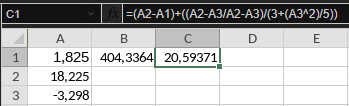 C1 fx =(A2-A1)+((A2-A3/A2-A3)/(3+(A3^2)/5))
A B C D E
1 1,825 404,3364 20,59371
2 18,225
3 -3,298